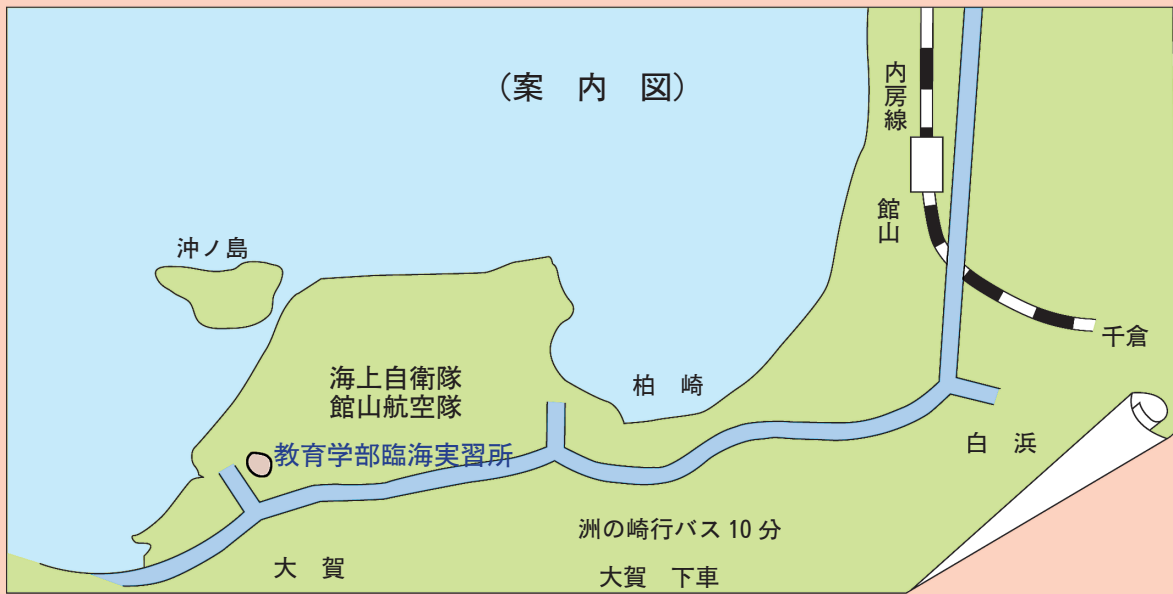 （案　内　図）
内房線
館山
沖ノ島
千倉
海上自衛隊
館山航空隊
柏　崎
教育学部臨海実習所
白　浜
洲の崎行バス 10 分
大　賀
大賀　下車